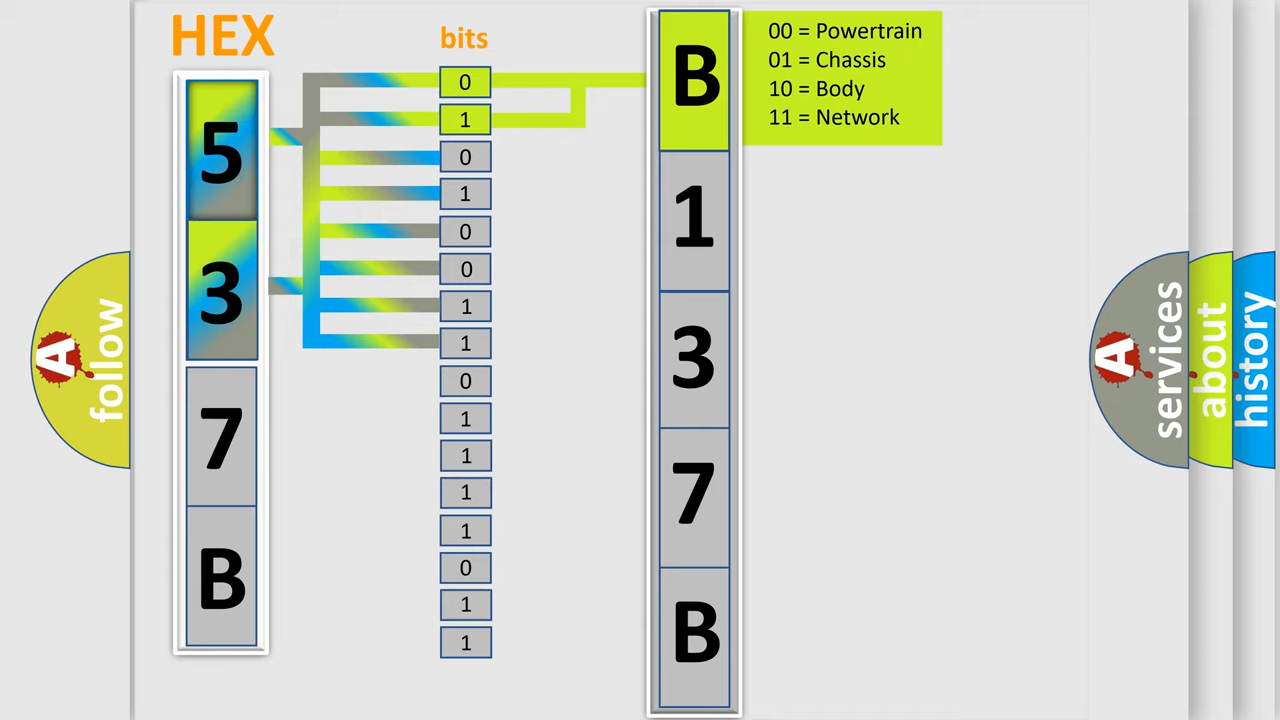 HEX
5
3
7
B
bits
0
1
0
1
0
0
1
1
0
1
1
1
1
0
1
1
B
1
3
7
B
00 = Powertrain
01 = Chassis
10 = Body
11 = Network
A
follow
A
services
about
history